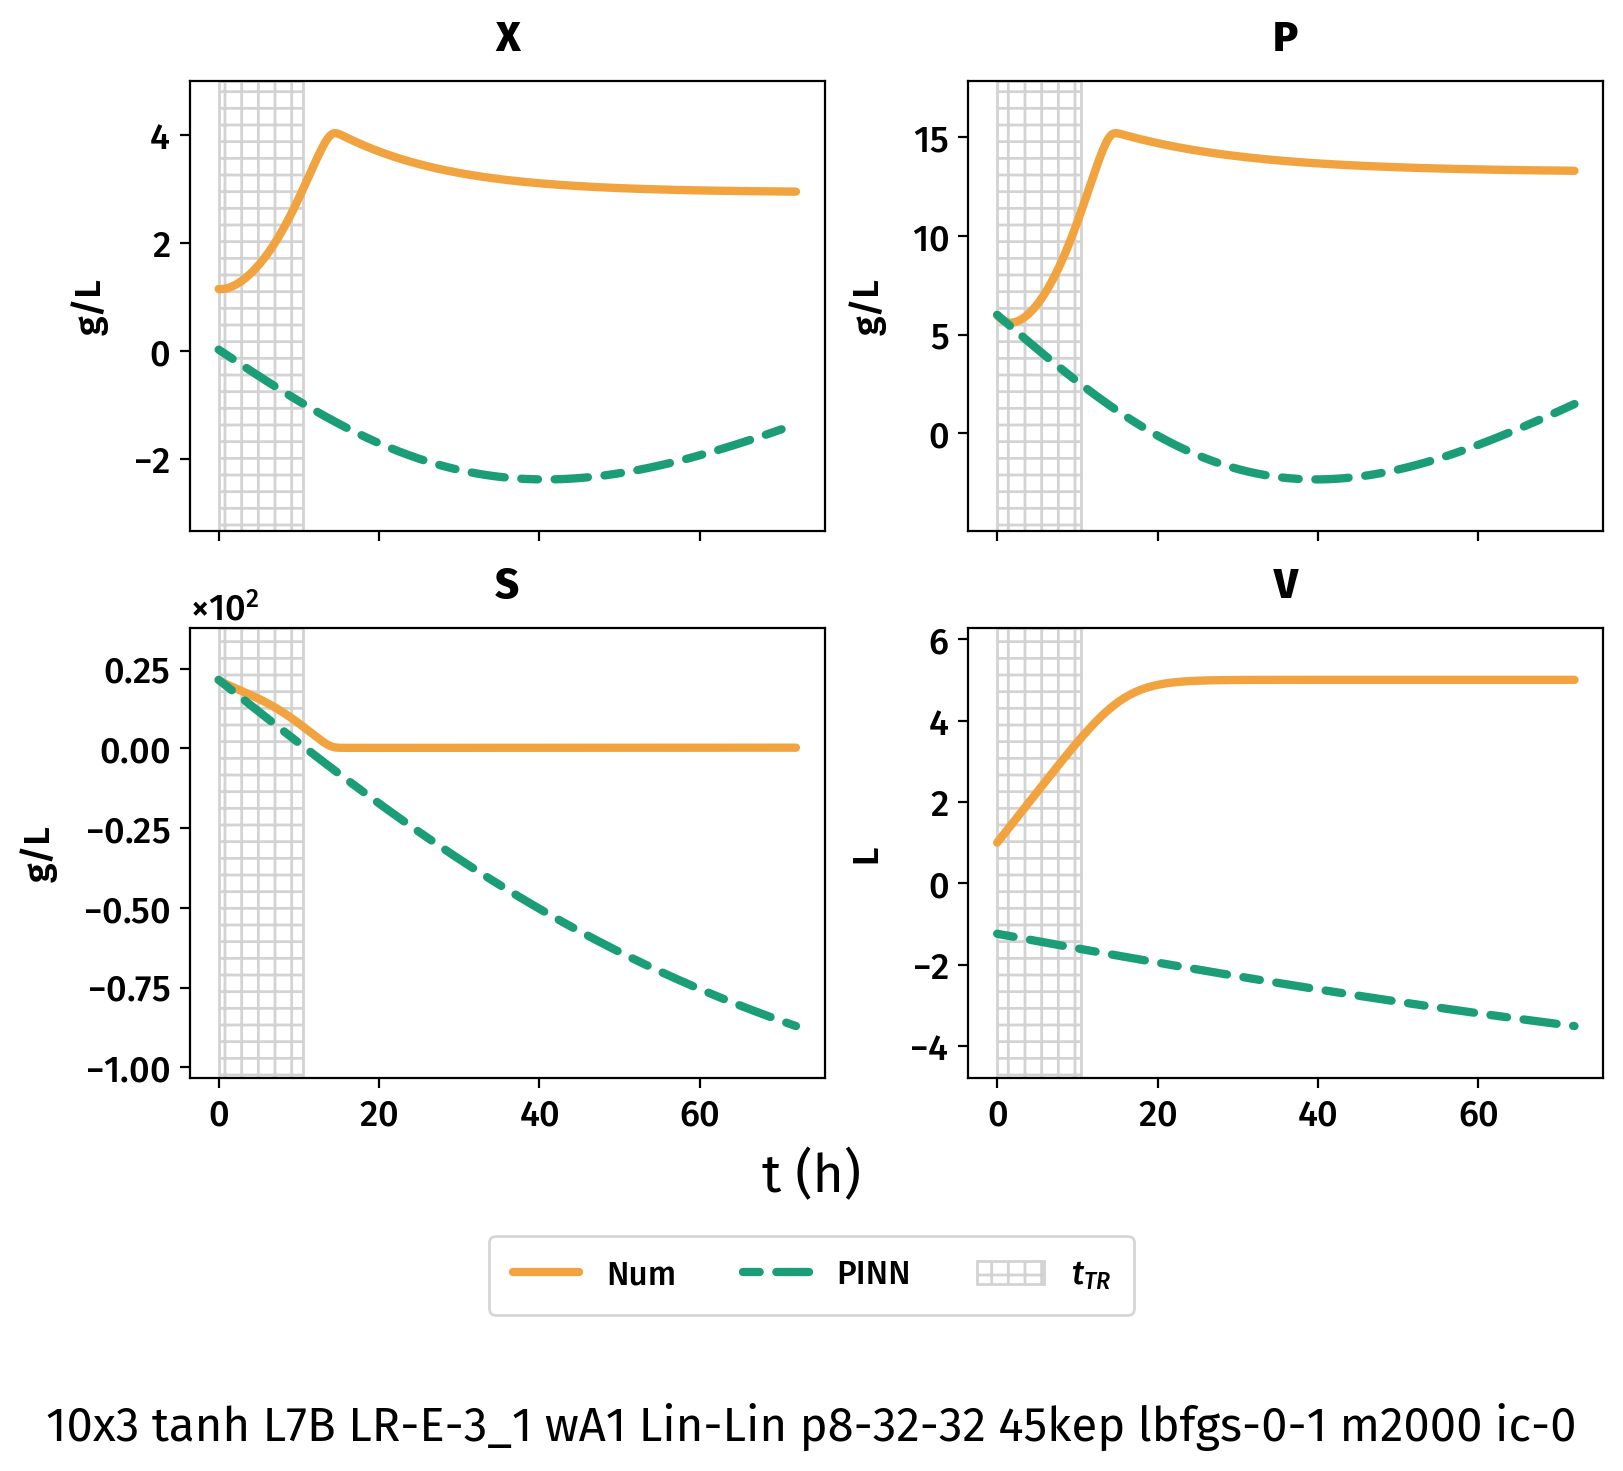 X
P
4
2
0
−2
g/L
15
10
5
0
g/L
S
V
×10²
0.25
0.00
−0.25
−0.50
−0.75
−1.00
g/L
0 20 40 60
6
4
2
0
−2
−4
L
0 20 40 60
t (h)
Num PINN t_TR
10x3 tanh L7B LR-E-3_1 wA1 Lin-Lin p8-32-32 45kep lbfgs-0-1 m2000 ic-0